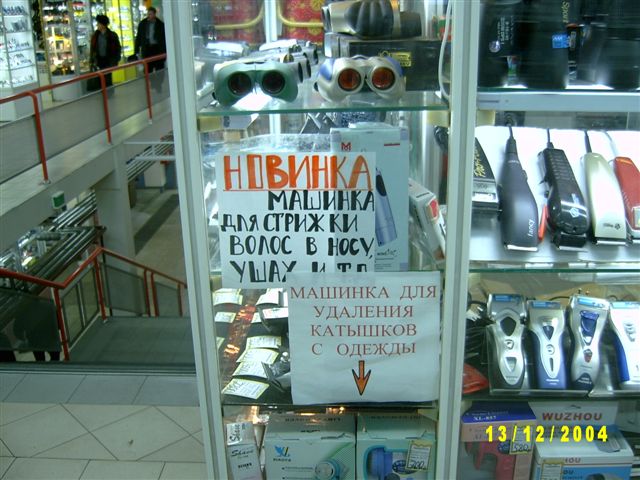 НОВИНКА
МАШИНКА
ДЛЯ СТРИЖКИ
ВОЛОС В НОСУ,
УШАХ И Т.П.
МАШИНКА ДЛЯ
УДАЛЕНИЯ
КАТЫШКОВ
С ОДЕЖДЫ
WUZHOU
13/12/2004